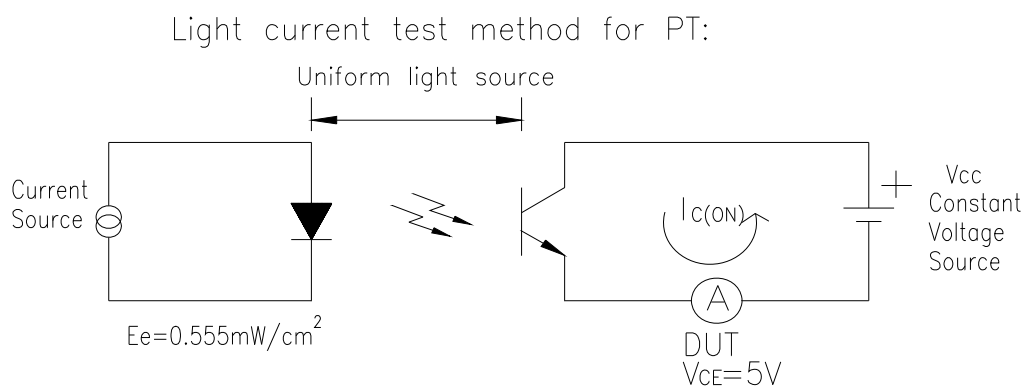 Light current test method for PT:
Uniform light source
Current
Source
Ee=0.555mW/cm²
IC(ON)
A
DUT
VCE=5V
+
Vcc
Constant
Voltage
Source